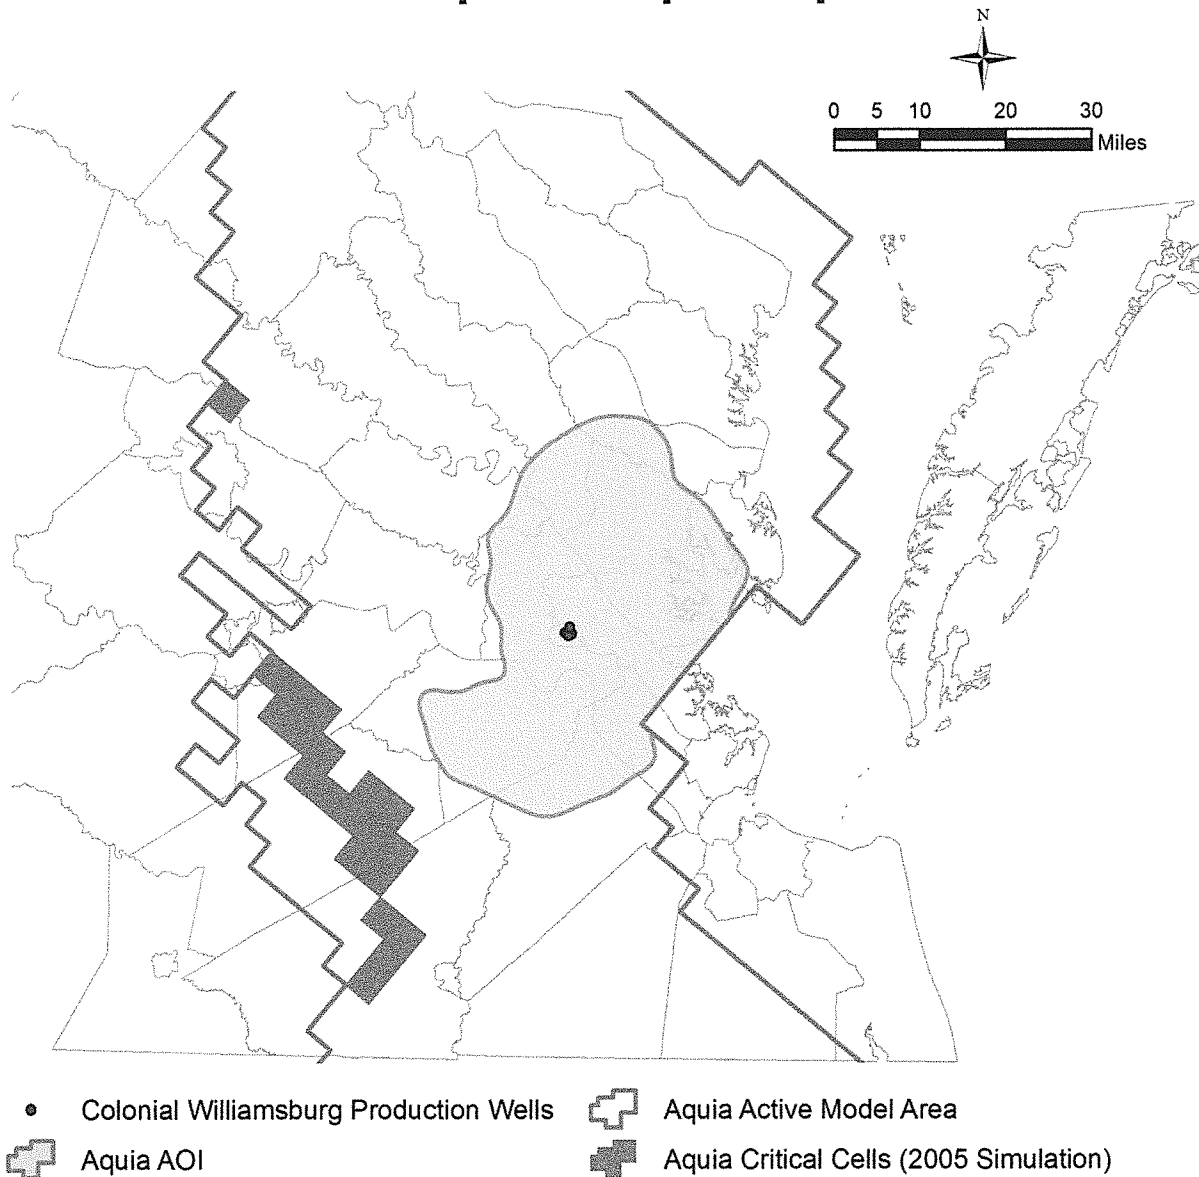 N
0 5 10 20 30
Miles
Colonial Williamsburg Production Wells
Aquia Active Model Area
Aquia AOI
Aquia Critical Cells (2005 Simulation)